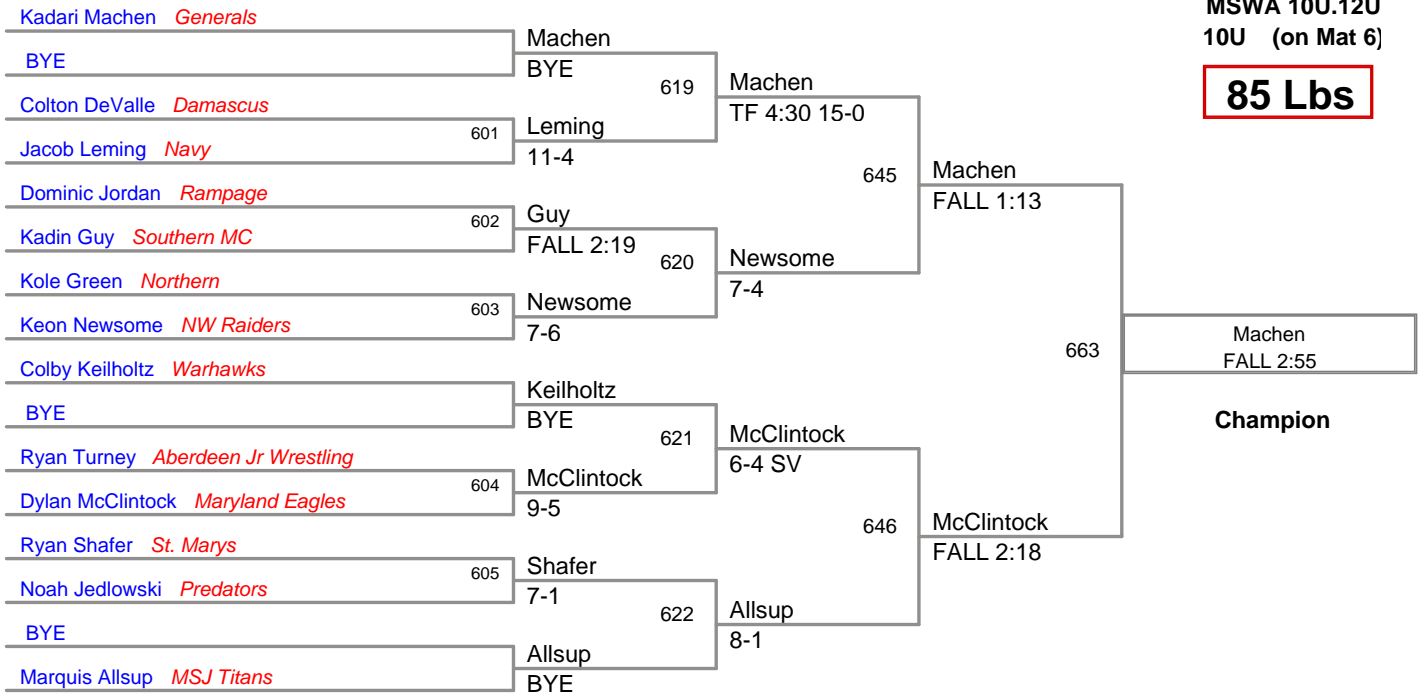 Kadari Machen Generals
BYE
Colton DeValle Damascus
Jacob Leming Navy
Dominic Jordan Rampage
Kadin Guy Southern MC
Kole Green Northern
Keon Newsome NW Raiders
Colby Keilholtz Warhawks
BYE
Ryan Turney Aberdeen Jr Wrestling
Dylan McClintock Maryland Eagles
Ryan Shafer St. Marys
Noah Jedlowski Predators
BYE
Marquis Allsup MSJ Titans
601
602
603
604
605
Machen
BYE
Leming
11-4
Guy
FALL 2:19
Newsome
7-6
Keilholtz
BYE
McClintock
9-5
Shafer
7-1
Allsup
BYE
619
620
621
622
Machen
TF 4:30 15-0
Newsome
7-4
McClintock
6-4 SV
Allsup
8-1
645
646
Machen
FALL 1:13
McClintock
FALL 2:18
663
Machen
FALL 2:55
Champion
MSWA 10U.12U
10U (on Mat 6)
85 Lbs